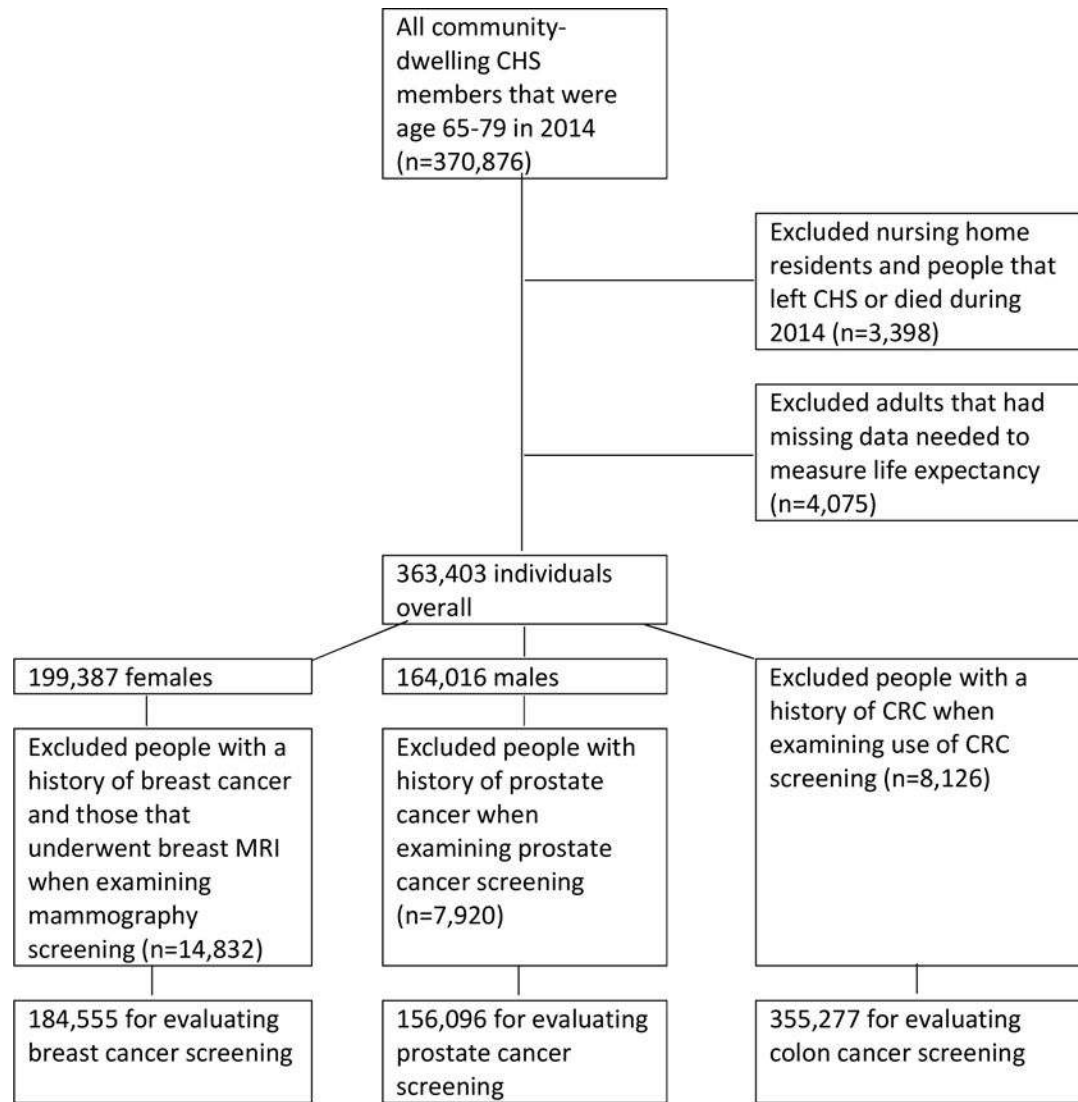 All community-
dwelling CHS
members that were
age 65-79 in 2014
(n=370,876)
Excluded nursing home
residents and people that
left CHS or died during
2014 (n=3,398)
Excluded adults that had
missing data needed to
measure life expectancy
(n=4,075)
363,403 individuals
overall
199,387 females
164,016 males
Excluded people with a
history of CRC when
examining use of CRC
screening (n=8,126)
Excluded people with a
history of breast cancer
and those that
underwent breast MRI
when examining
mammography
screening (n=14,832)
Excluded people with
history of prostate
cancer when
examining prostate
cancer screening
(n=7,920)
184,555 for evaluating
breast cancer screening
156,096 for evaluating
prostate cancer
screening
355,277 for evaluating
colon cancer screening